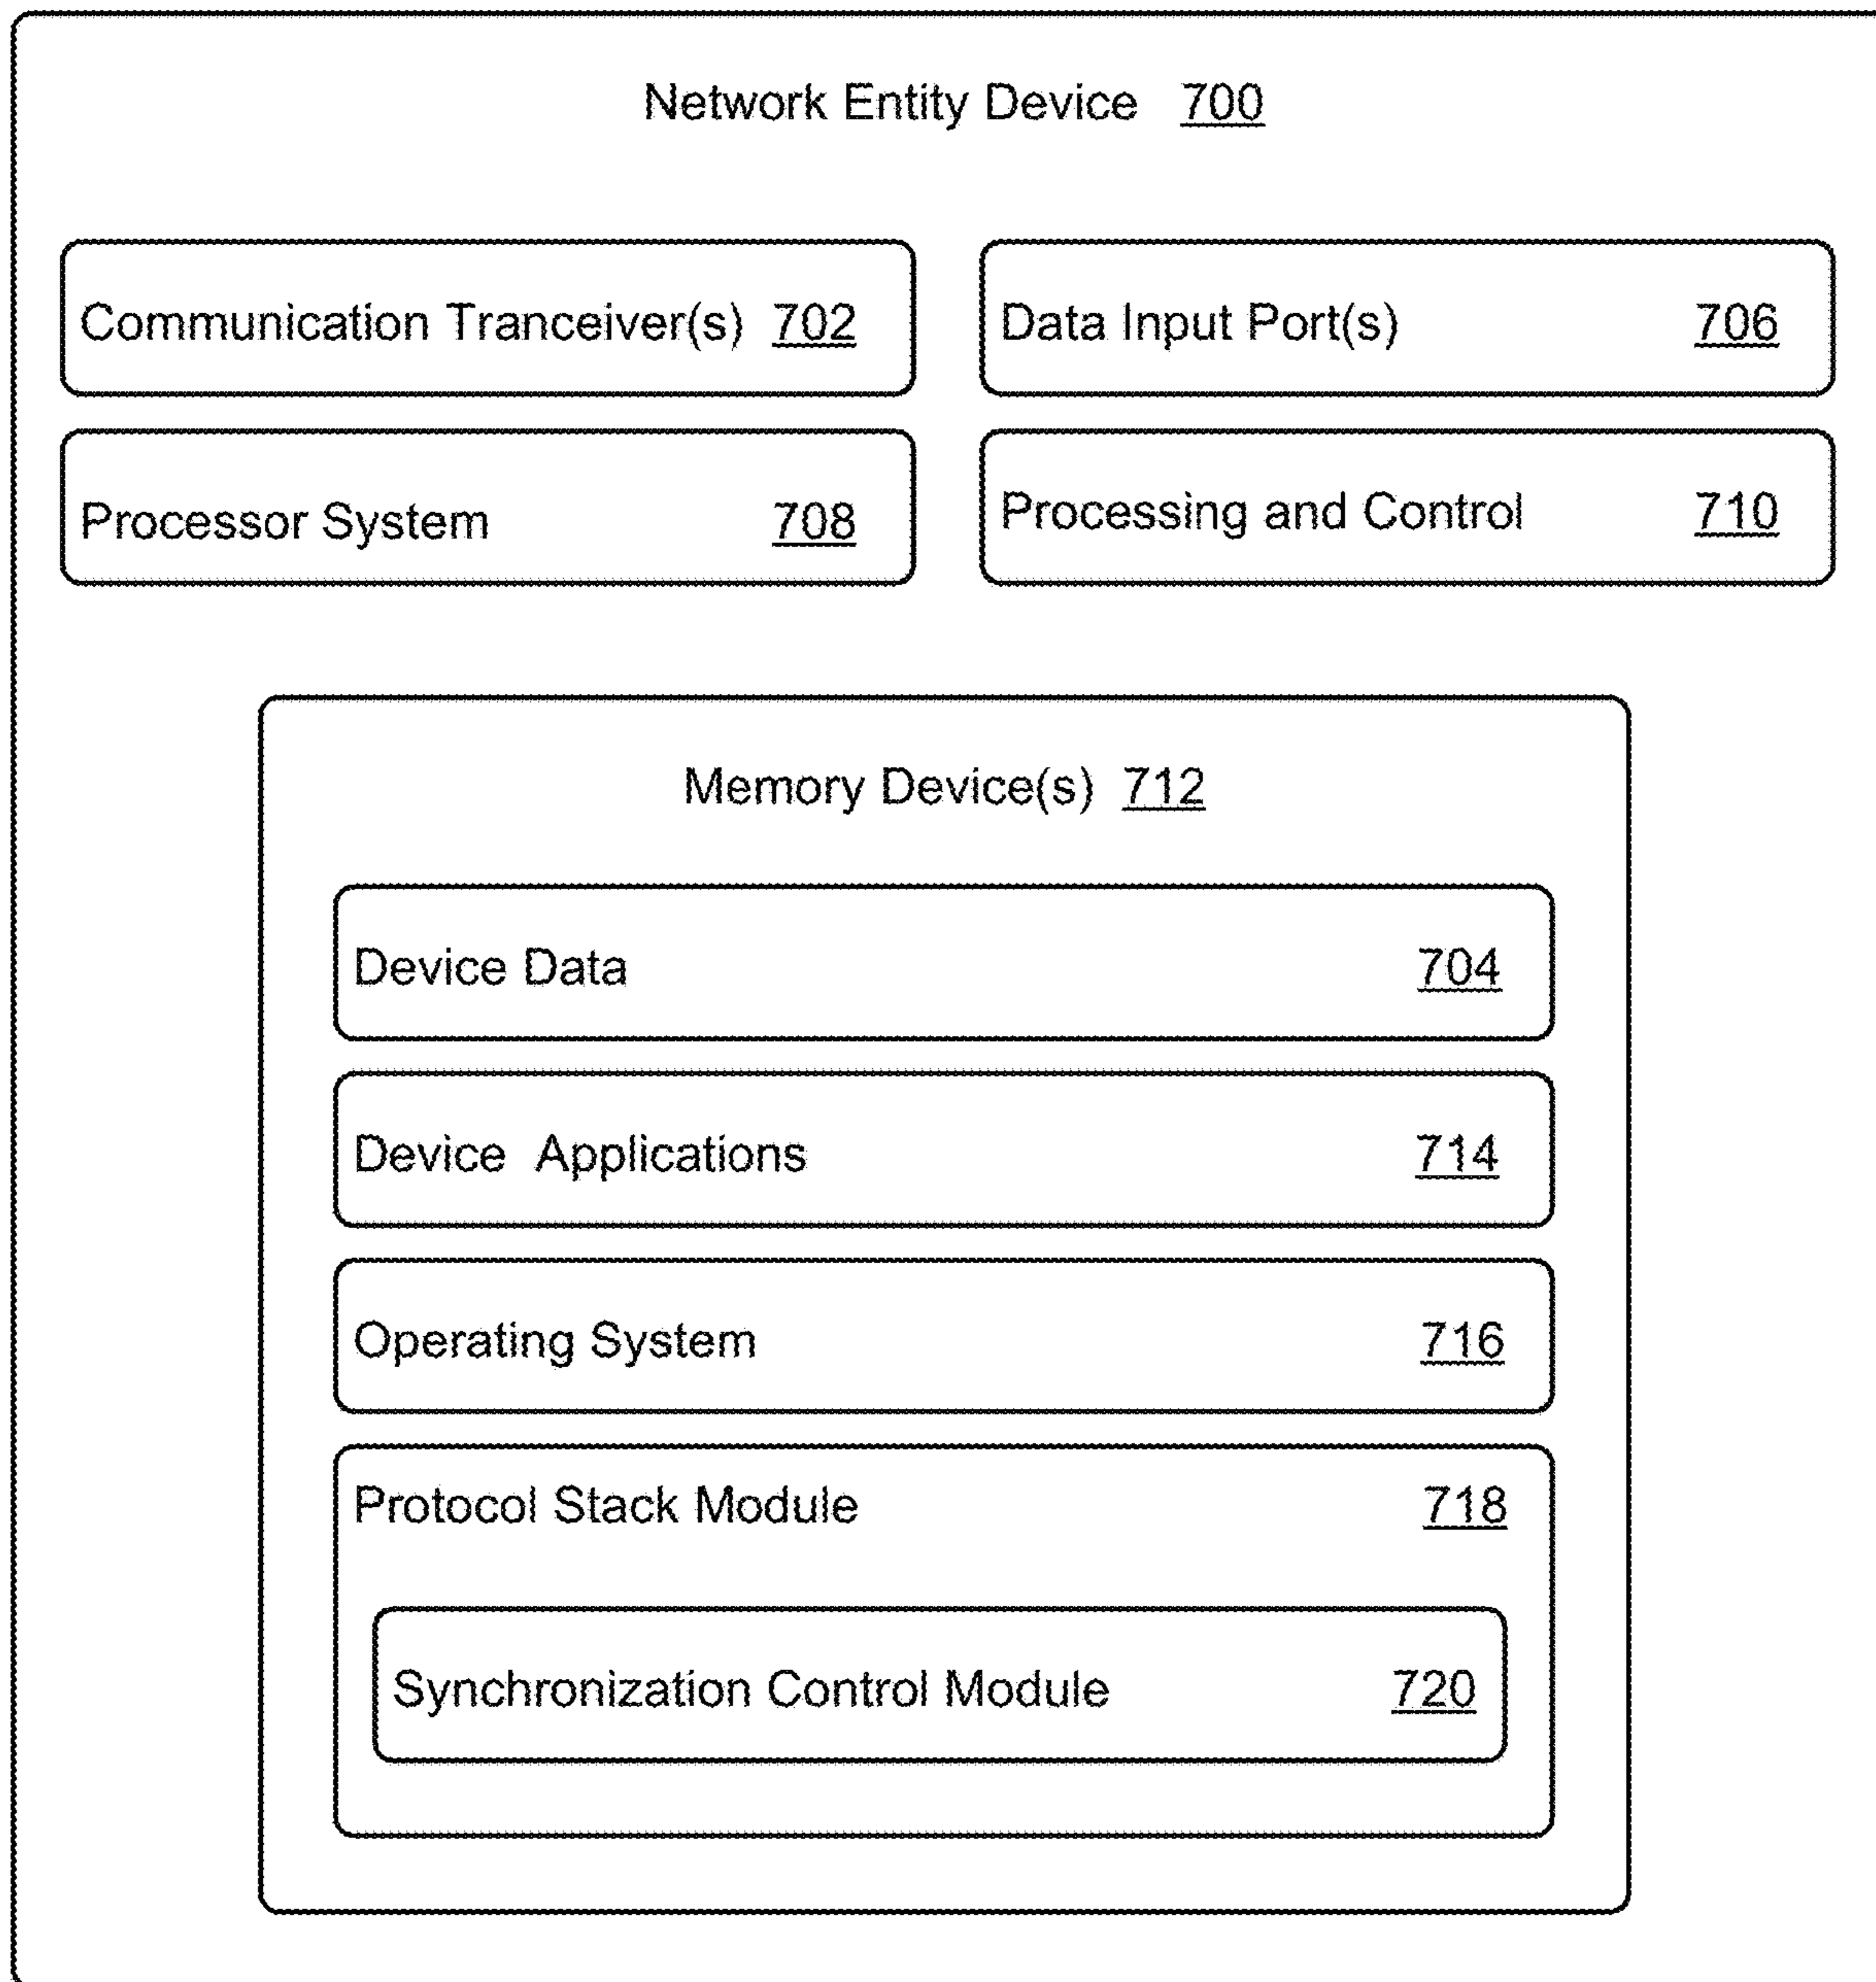 Network Entity Device 700
Communication Tranceiver(s) 702
Data Input Port(s) 706
Processor System 708
Processing and Control 710
Memory Device(s) 712
Device Data 704
Device Applications 714
Operating System 716
Protocol Stack Module 718
Synchronization Control Module 720